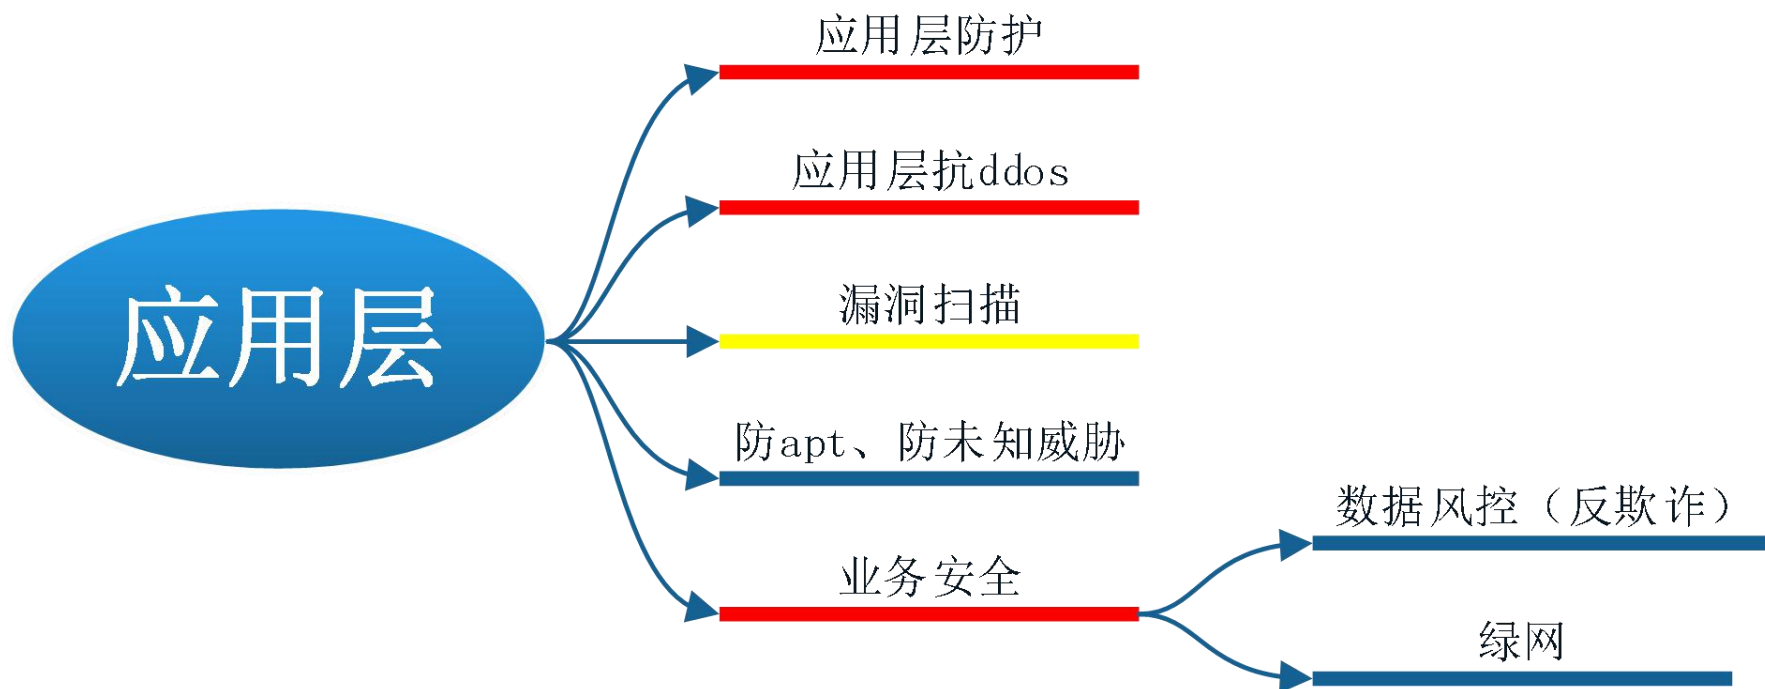 应用层
应用层防护
应用层抗ddos
漏洞扫描
防apt、防未知威胁
业务安全
数据风控（反欺诈）
绿网